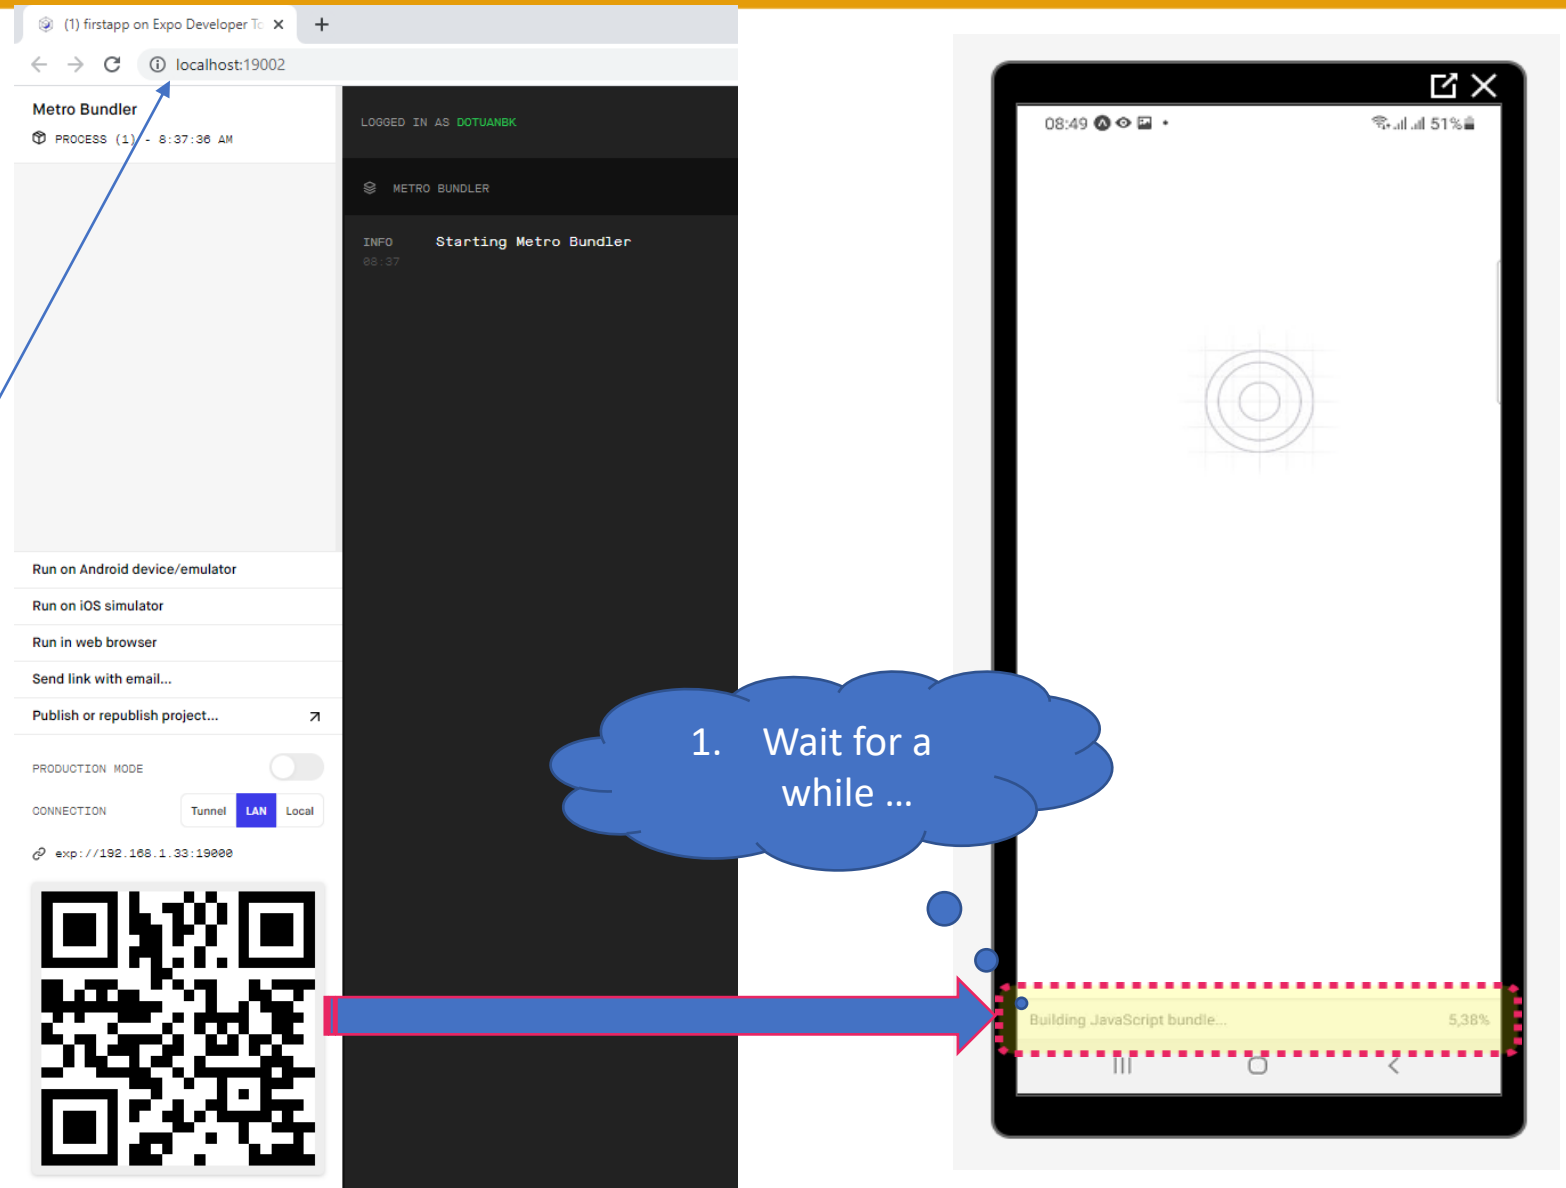 (1) firstapp on Expo Developer To
localhost:19002
Metro Bundler
PROCESS (1) - 8:37:36 AM
LOGGED IN AS DOTUANBK
METRO BUNDLER
INFO Starting Metro Bundler
08:37
Run on Android device/emulator
Run on iOS simulator
Run in web browser
Send link with email...
Publish or republish project...
PRODUCTION MODE
CONNECTION Tunnel LAN Local
exp://192.168.1.33:19000
1. Wait for a
while ...
08:49 51%
Building JavaScript bundle... 5,38%